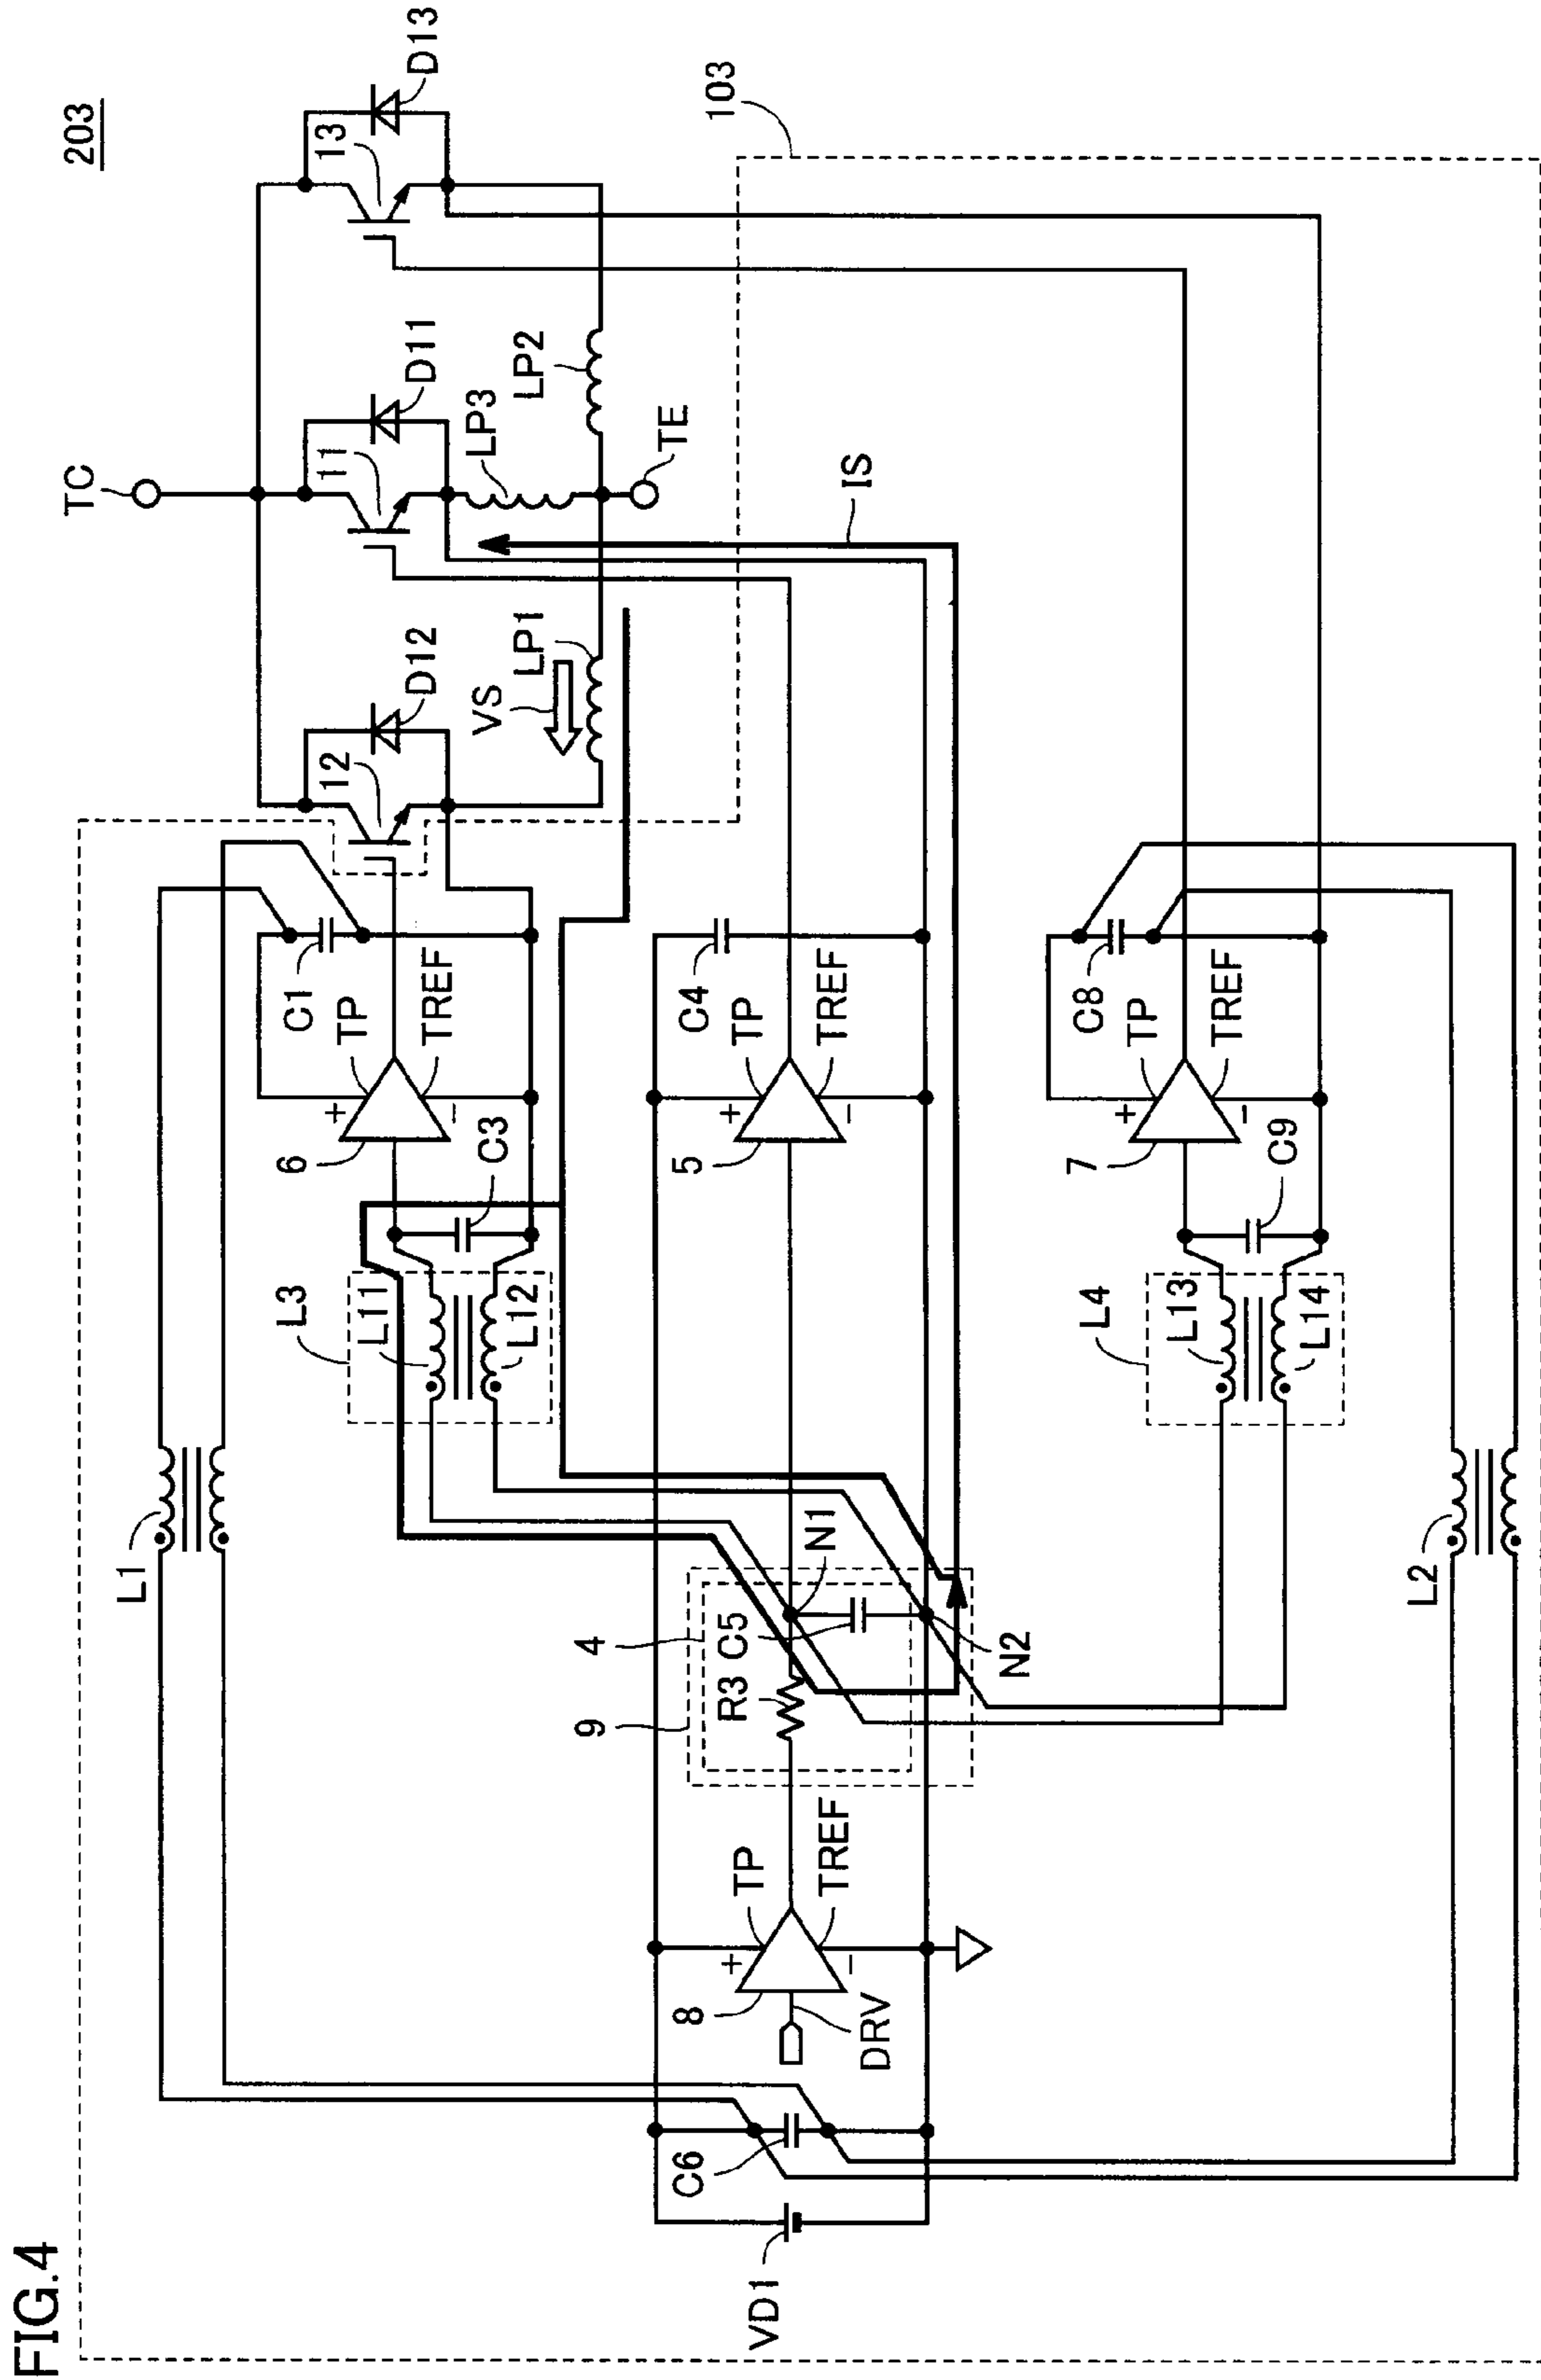 FIG.4
203
TC
D13
13
D11
11
D12
12
LP3
LP2
LP1
VS
TE
103
IS
C1
TP
TREF
6
+
−
C3
L3
L11
L12
L1
C4
TP
TREF
5
+
−
N1
4
C5
R3
9
N2
TP
TREF
8
+
−
DRV
C6
VD1
C8
TP
TREF
7
+
−
C9
L4
L13
L14
L2